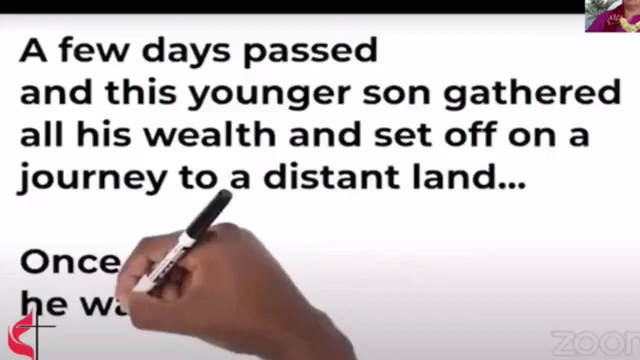 A few days passed
and this younger son gathered
all his wealth and set off on a
journey to a distant land...
Once
he wa
zoom